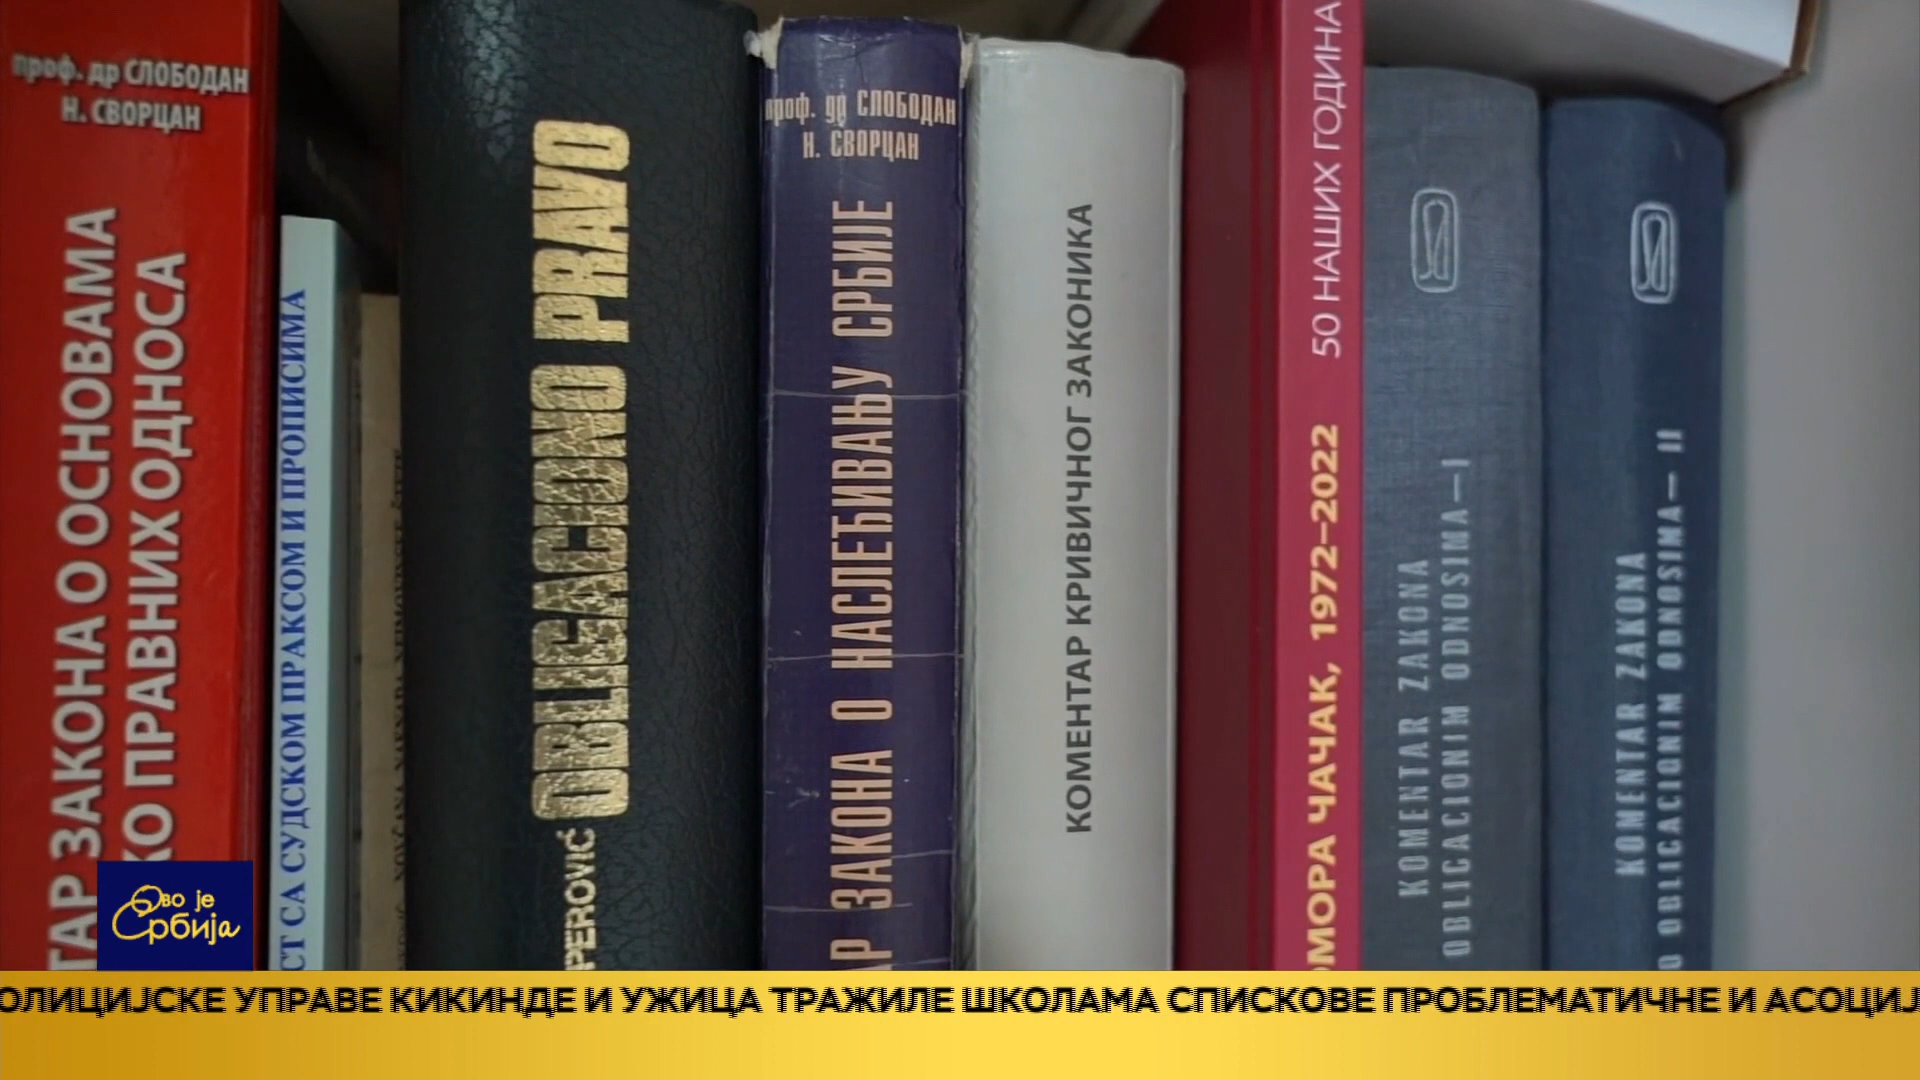 проф. др СЛОБОДАН
Н. СВОРЦАН
ТАР ЗАКОНА О ОСНОВАМА
КО ПРАВНИХ ОДНОСА
СТ СА СУДСКОМ ПРАКСОМ И ПРОПИСИМА
PEROVIĆ OBLIGACIONO PRAVO
проф. др СЛОБОДАН
Н. СВОРЦАН
АР ЗАКОНА О НАСЛЕЂИВАЊУ СРБИЈЕ
КОМЕНТАР КРИВИЧНОГ ЗАКОНИКА
ОМОРА ЧАЧАК, 1972–2022 50 НАШИХ ГОДИНА
KOMENTAR ZAKONA
OBLIGACIONIM ODNOSIMA—I
KOMENTAR ZAKONA
O OBLIGACIONIM ODNOSIMA—II
Ово је
Србија
ОЛИЦИЈСКЕ УПРАВЕ КИКИНДЕ И УЖИЦА ТРАЖИЛЕ ШКОЛАМА СПИСКОВЕ ПРОБЛЕМАТИЧНЕ И АСОЦИЈ